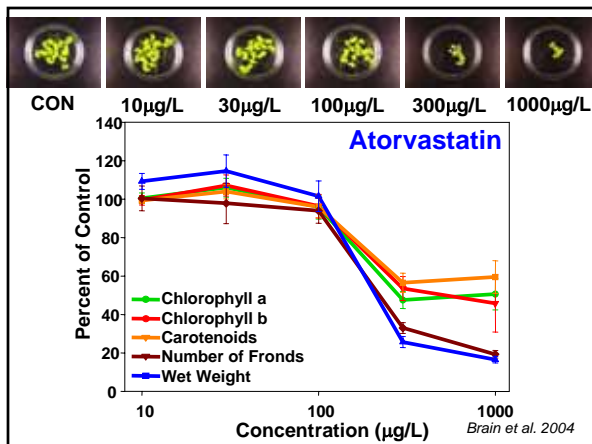 CON 10µg/L 30µg/L 100µg/L 300µg/L 1000µg/L
Atorvastatin
Percent of Control
140
120
100
80
60
40
20
0
Chlorophyll a
Chlorophyll b
Carotenoids
Number of Fronds
Wet Weight
10 100 1000
Concentration (µg/L)
Brain et al. 2004